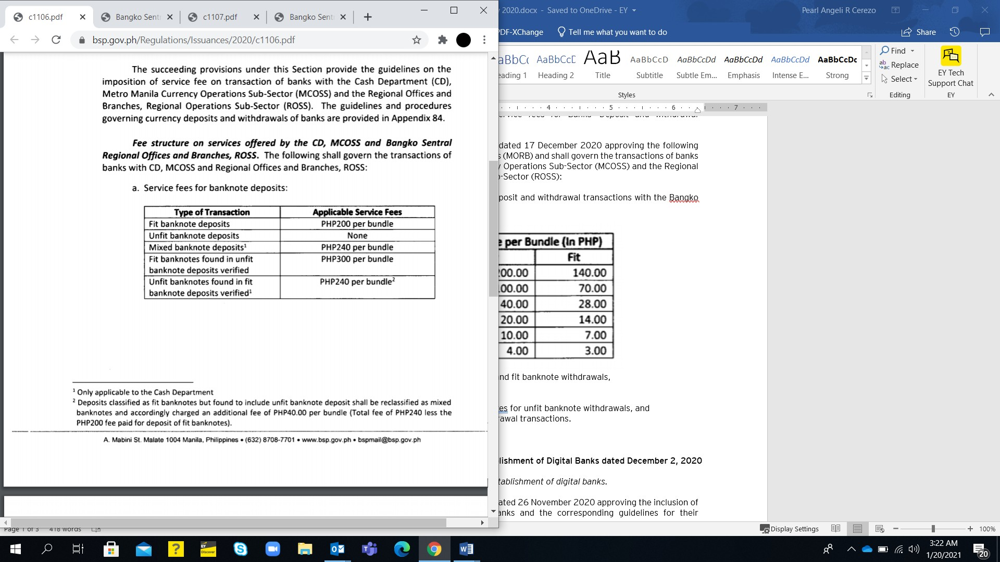 c1106.pdf
Bangko Sent
c1107.pdf
Bangko Sent
bsp.gov.ph/Regulations/Issuances/2020/c1106.pdf
The succeeding provisions under this Section provide the guidelines on the
imposition of service fee on transaction of banks with the Cash Department (CD),
Metro Manila Currency Operations Sub-Sector (MCOSS) and the Regional Offices and
Branches, Regional Operations Sub-Sector (ROSS). The guidelines and procedures
governing currency deposits and withdrawals of banks are provided in Appendix 84.
Fee structure on services offered by the CD, MCOSS and Bangko Sentral
Regional Offices and Branches, ROSS. The following shall govern the transactions of
banks with CD, MCOSS and Regional Offices and Branches, ROSS:
a. Service fees for banknote deposits:
Type of Transaction Applicable Service Fees
Fit banknote deposits PHP200 per bundle
Unfit banknote deposits None
Mixed banknote deposits¹ PHP240 per bundle
Fit banknotes found in unfit PHP300 per bundle
banknote deposits verified
Unfit banknotes found in fit PHP240 per bundle²
banknote deposits verified¹
¹ Only applicable to the Cash Department
² Deposits classified as fit banknotes but found to include unfit banknote deposit shall be reclassified as mixed
banknotes and accordingly charged an additional fee of PHP40.00 per bundle (Total fee of PHP240 less the
PHP200 fee paid for deposit of fit banknotes).
A. Mabini St. Malate 1004 Manila, Philippines • (632) 8708-7701 • www.bsp.gov.ph • bspmail@bsp.gov.ph
2020.docx - Saved to OneDrive - EY
Pearl Angeli R Cerezo
PDF-XChange
Tell me what you want to do
Share
aBbC AaBbCcD AaB AaBbCcD AaBbCcDd AaBbCcDd AaBbCcDd AaBbCcDc
eading 1 Heading 2 Title Subtitle Subtle Em... Emphasis Intense E... Strong
Styles
Find
Replace
Select
Editing
EY Tech
Support Chat
EY
4 5 6 7
ervice fees for Banks' Deposit and Withdrawal
dated 17 December 2020 approving the following
s (MORB) and shall govern the transactions of banks
y Operations Sub-Sector (MCOSS) and the Regional
-Sector (ROSS):
posit and withdrawal transactions with the Bangko
e per Bundle (In PHP)
Fit
200.00 140.00
00.00 70.00
40.00 28.00
20.00 14.00
10.00 7.00
4.00 3.00
nd fit banknote withdrawals,
es for unfit banknote withdrawals, and
rawal transactions.
lishment of Digital Banks dated December 2, 2020
tablishment of digital banks.
ated 26 November 2020 approving the inclusion of
anks and the corresponding guidelines for their
Page 1 of 3 418 words
Display Settings
100%
EY
Discover
3:22 AM
1/20/2021
20